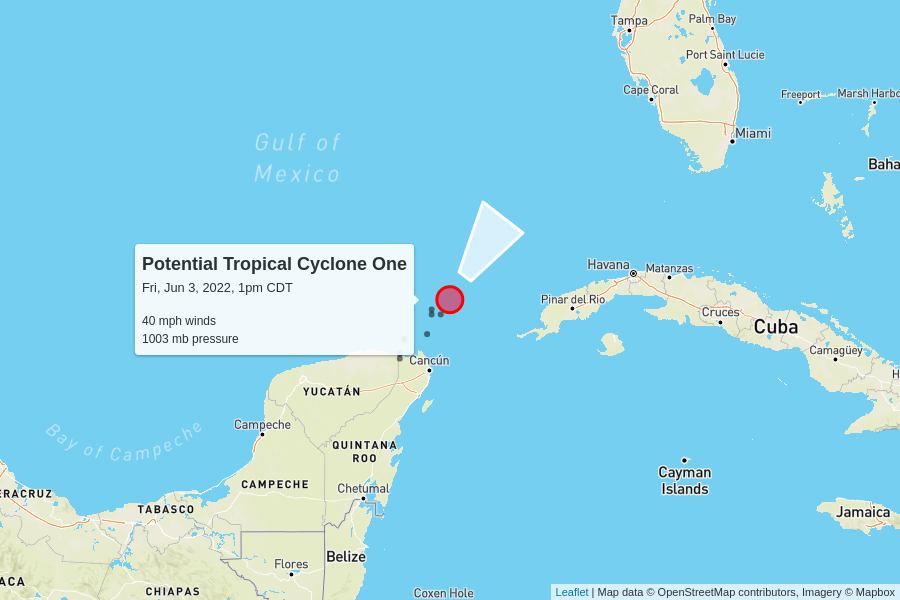 Tampa
Palm Bay
Port Saint Lucie
Cape Coral
Freeport
Marsh Harbo
Miami
Gulf of
Mexico
Baha
Potential Tropical Cyclone One
Fri, Jun 3, 2022, 1pm CDT
40 mph winds
1003 mb pressure
Havana
Matanzas
Pinar del Río
Cruces
Cuba
Camagüey
H
Cancún
YUCATÁN
Campeche
Bay of Campeche
QUINTANA
ROO
CAMPECHE
Chetumal
Cayman
Islands
ERACRUZ
TABASCO
Jamaica
Belize
Flores
ACA
CHIAPAS
Coxen Hole
Leaflet | Map data © OpenStreetMap contributors, Imagery © Mapbox